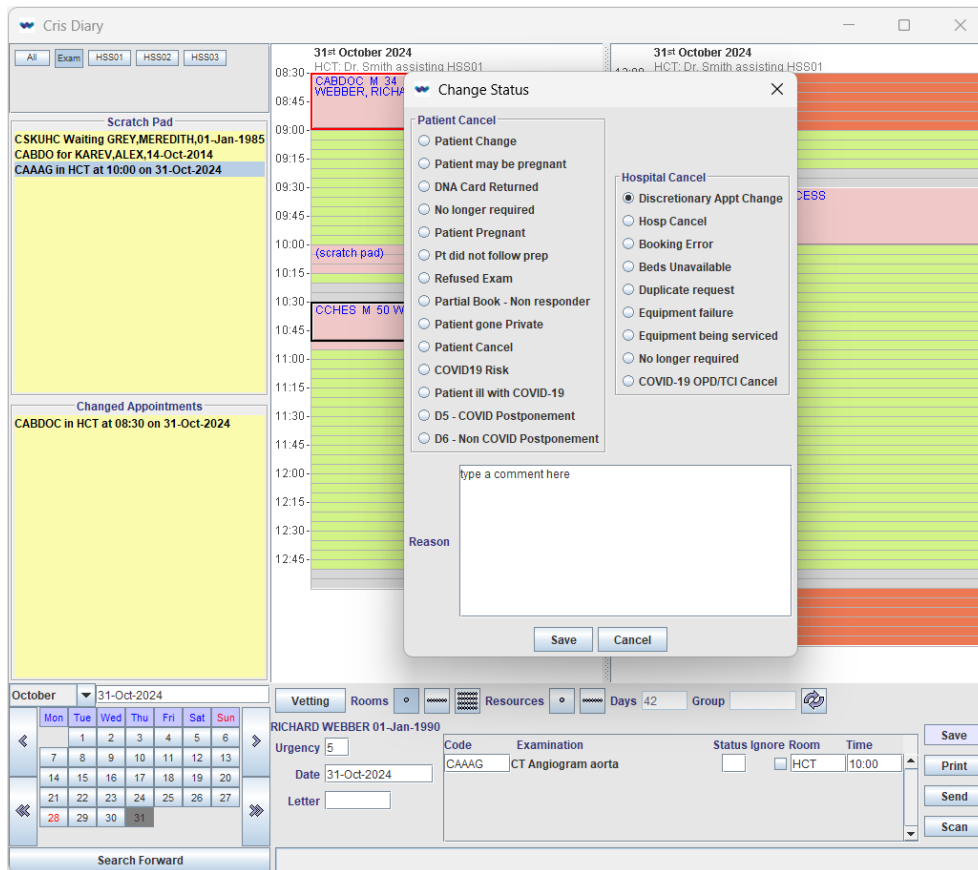 Cris Diary
All Exam HSS01 HSS02 HSS03
Scratch Pad
CSKUHC Waiting GREY,MEREDITH,01-Jan-1985
CABDO for KAREV,ALEX,14-Oct-2014
CAAAG in HCT at 10:00 on 31-Oct-2024
Changed Appointments
CABDOC in HCT at 08:30 on 31-Oct-2024
31st October 2024
HCT: Dr. Smith assisting HSS01
08:30
CABDOC M 34
WEBBER, RICHA
08:45
09:00
09:15
09:30
09:45
10:00
(scratch pad)
10:15
10:30
CCHES M 50 W
10:45
11:00
11:15
11:30
11:45
12:00
12:15
12:30
12:45
31st October 2024
HCT: Dr. Smith assisting HSS01
CESS
Change Status
Patient Cancel
Patient Change
Patient may be pregnant
DNA Card Returned
No longer required
Patient Pregnant
Pt did not follow prep
Refused Exam
Partial Book - Non responder
Patient gone Private
Patient Cancel
COVID19 Risk
Patient ill with COVID-19
D5 - COVID Postponement
D6 - Non COVID Postponement
Hospital Cancel
Discretionary Appt Change
Hosp Cancel
Booking Error
Beds Unavailable
Duplicate request
Equipment failure
Equipment being serviced
No longer required
COVID-19 OPD/TCI Cancel
Reason
type a comment here
Save Cancel
October 31-Oct-2024
Mon Tue Wed Thu Fri Sat Sun
1 2 3 4 5 6
7 8 9 10 11 12 13
14 15 16 17 18 19 20
21 22 23 24 25 26 27
28 29 30 31
Search Forward
Vetting Rooms Resources Days 42 Group
RICHARD WEBBER 01-Jan-1990
Urgency 5
Date 31-Oct-2024
Letter
Code Examination Status Ignore Room Time
CAAAG CT Angiogram aorta HCT 10:00
Save
Print
Send
Scan